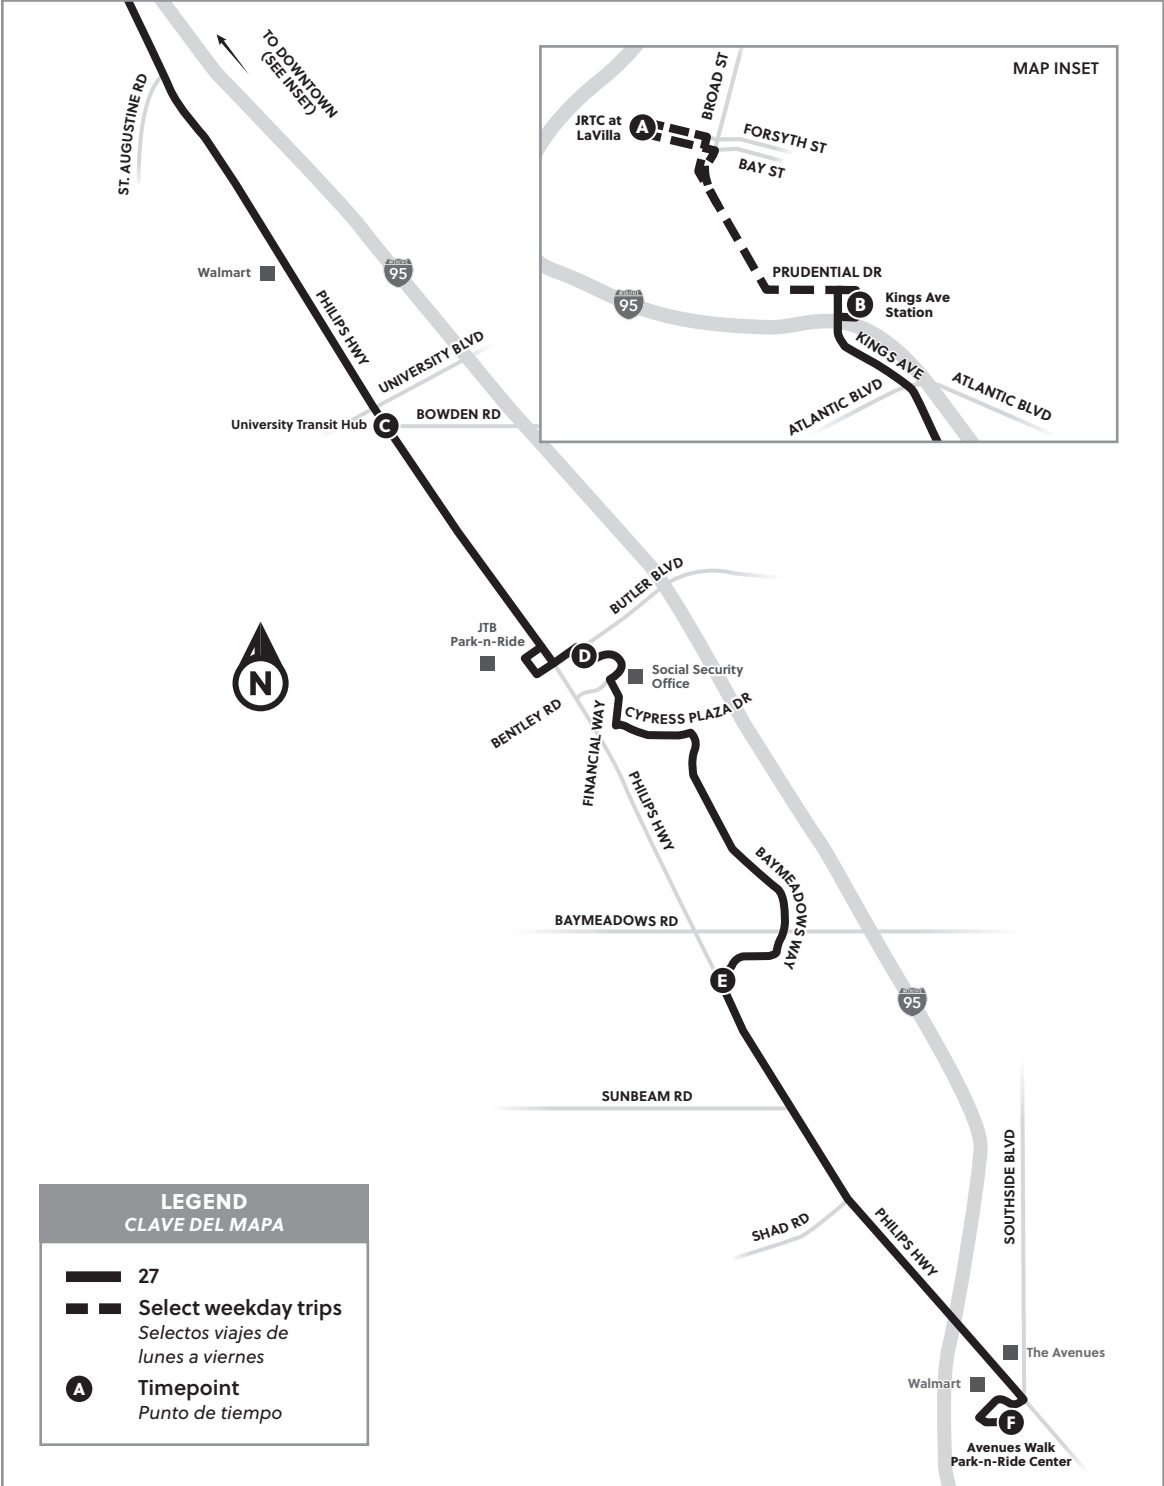 TO DOWNTOWN
(SEE INSET)
ST. AUGUSTINE RD
MAP INSET
BROAD ST
JRTC at
LaVilla
A
FORSYTH ST
BAY ST
PRUDENTIAL DR
B
Kings Ave
Station
95
KINGS AVE
ATLANTIC BLVD
ATLANTIC BLVD
Walmart
95
PHILIPS HWY
UNIVERSITY BLVD
University Transit Hub
C
BOWDEN RD
BUTLER BLVD
JTB
Park-n-Ride
D
Social Security
Office
N
BENTLEY RD
FINANCIAL WAY
CYPRESS PLAZA DR
PHILIPS HWY
BAYMEADOWS WAY
BAYMEADOWS RD
E
95
SUNBEAM RD
SOUTHSIDE BLVD
SHAD RD
PHILIPS HWY
The Avenues
Walmart
F
Avenues Walk
Park-n-Ride Center
LEGEND
CLAVE DEL MAPA
27
Select weekday trips
Selectos viajes de
lunes a viernes
A
Timepoint
Punto de tiempo